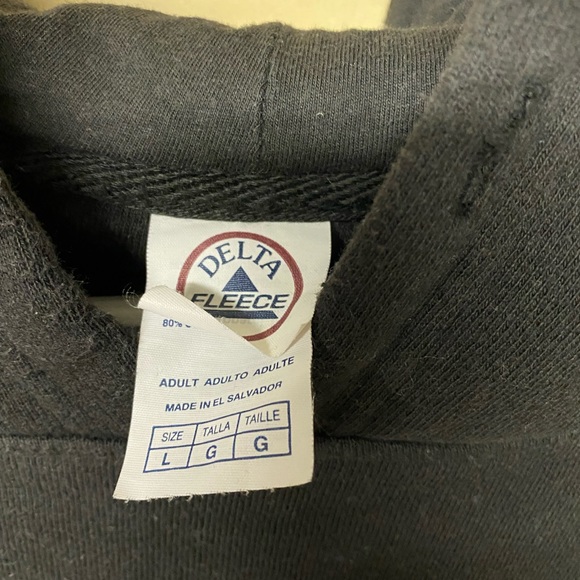 DELTA
FLEECE
80%
ADULT ADULTO ADULTE
MADE IN EL SALVADOR
SIZE TALLA TAILLE
L G G